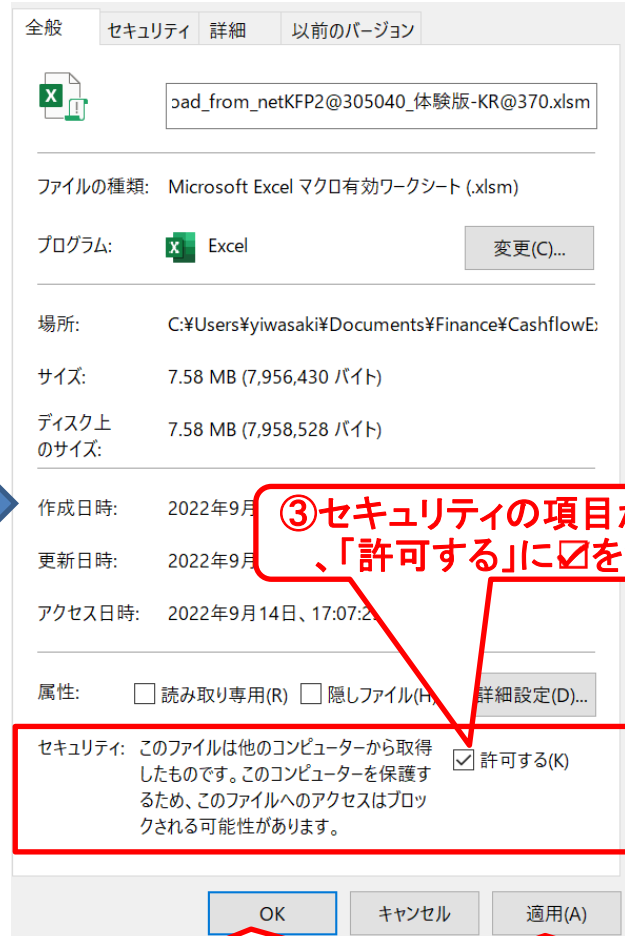 全般 セキュリティ 詳細 以前のバージョン
oad_from_netKFP2@305040_体験版-KR@370.xlsm
ファイルの種類: Microsoft Excel マクロ有効ワークシート (.xlsm)
プログラム: Excel 変更(C)...
場所: C:¥Users¥yiwasaki¥Documents¥Finance¥CashflowE
サイズ: 7.58 MB (7,956,430 バイト)
ディスク上
のサイズ: 7.58 MB (7,958,528 バイト)
作成日時: 2022年9月
③セキュリティの項目が
、「許可する」に☑を
更新日時: 2022年9月
アクセス日時: 2022年9月14日、17:07:2
属性: 読み取り専用(R) 隠しファイル(H) 詳細設定(D)...
セキュリティ: このファイルは他のコンピューターから取得
したものです。このコンピューターを保護す
るため、このファイルへのアクセスはブロッ
クされる可能性があります。
☑ 許可する(K)
OK キャンセル 適用(A)